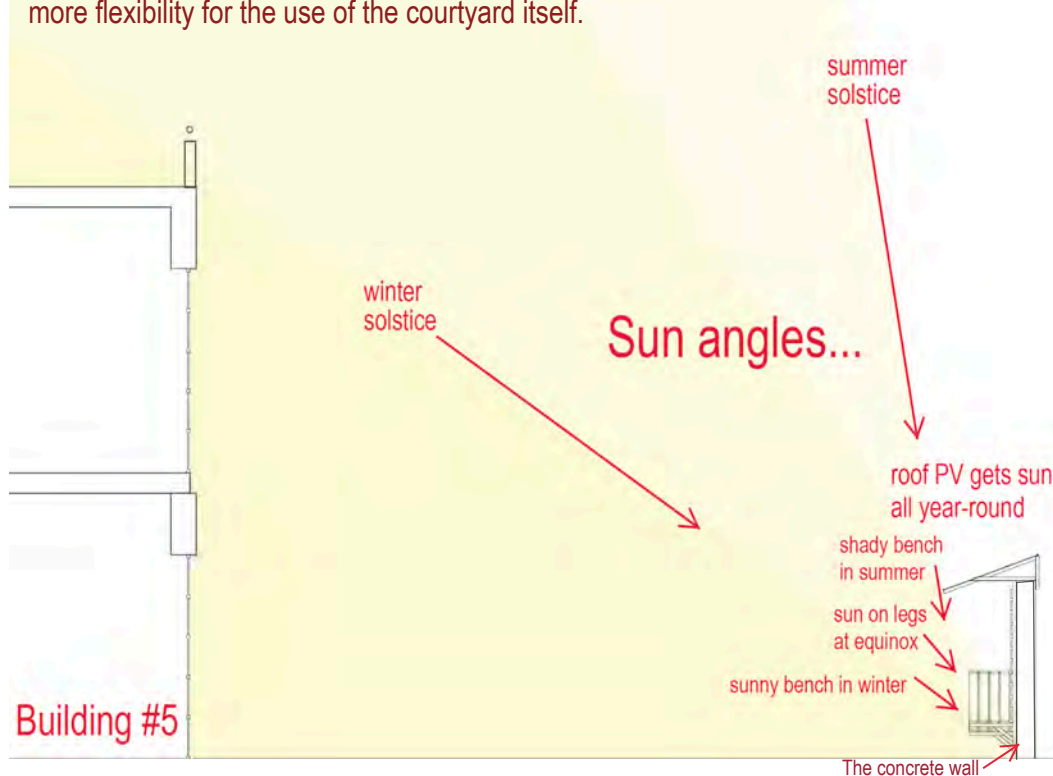 more flexibility for the use of the courtyard itself.
summer
solstice
winter
solstice
Sun angles...
roof PV gets sun
all year-round
shady bench
in summer
sun on legs
at equinox
sunny bench in winter
Building #5
The concrete wall